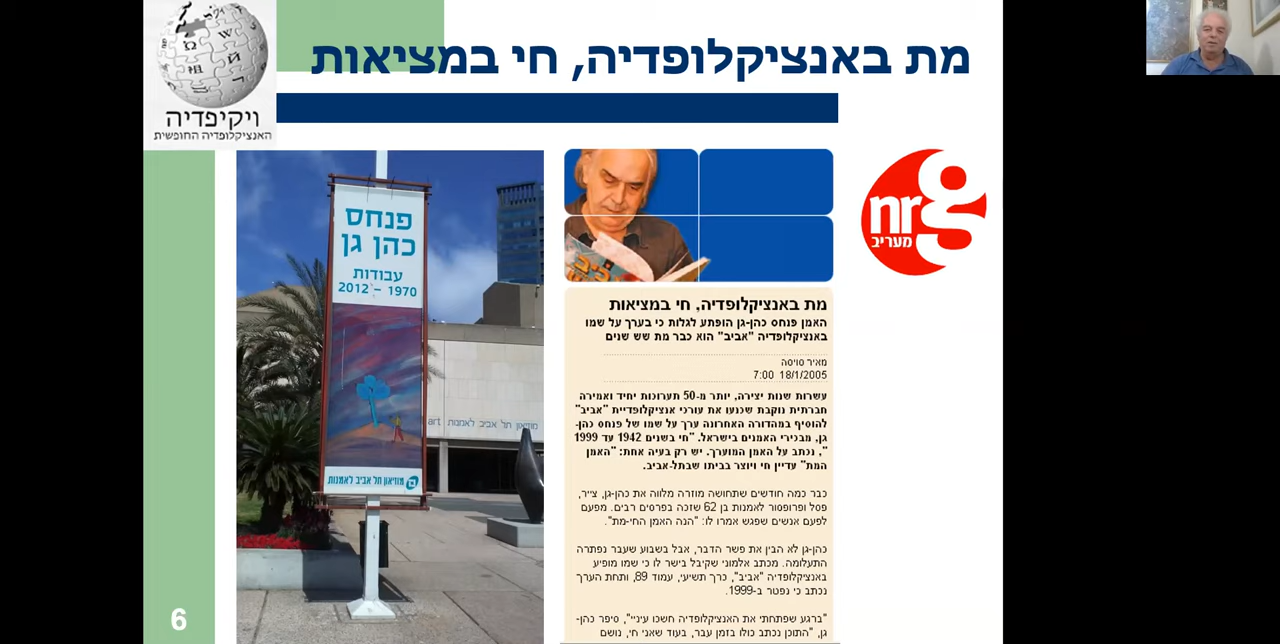 מת באנציקלופדיה, חי במציאות
ויקיפדיה
האנציקלופדיה החופשית
פנחס
כהן גן
עבודות
2012 – 1970
art מוזיאון תל אביב לאמנות
מוזיאון תל אביב לאמנות
nrg
מעריב
מת באנציקלופדיה, חי במציאות
האמן פנחס כהן-גן הופתע לגלות כי בערך על שמו
באנציקלופדיה "אביב" הוא כבר מת שש שנים
מאיר סויסה
18/1/2005 7:00
עשרות שנות יצירה, יותר מ-50 תערוכות יחיד ואמירה
חברתית נוקבת שכנעו את עורכי אנציקלופדיית "אביב"
להוסיף במהדורה האחרונה ערך על שמו של פנחס כהן-
גן, מבכירי האמנים בישראל. "חי בשנים 1942 עד 1999
", נכתב על האמן המוערך. יש רק בעיה אחת: "האמן
המת" עדיין חי ויוצר בביתו שבתל-אביב.
כבר כמה חודשים שתחושה מוזרה מלווה את כהן-גן, צייר,
פסל ופרופסור לאמנות בן 62 שזכה בפרסים רבים. מפעם
לפעם אנשים שפגש אמרו לו: "הנה האמן החי-מת".
כהן-גן לא הבין את פשר הדבר, אבל בשבוע שעבר נפתרה
התעלומה. מכתב אלמוני שקיבל בישר לו כי שמו מופיע
באנציקלופדיה "אביב", כרך תשיעי, עמוד 89, ותחת הערך
נכתב כי נפטר ב-1999.
"ברגע שפתחתי את האנציקלופדיה חשכו עיניי", סיפר כהן-
גן, "התוכן נכתב כולו בזמן עבר, בעוד שאני חי, נושם
6